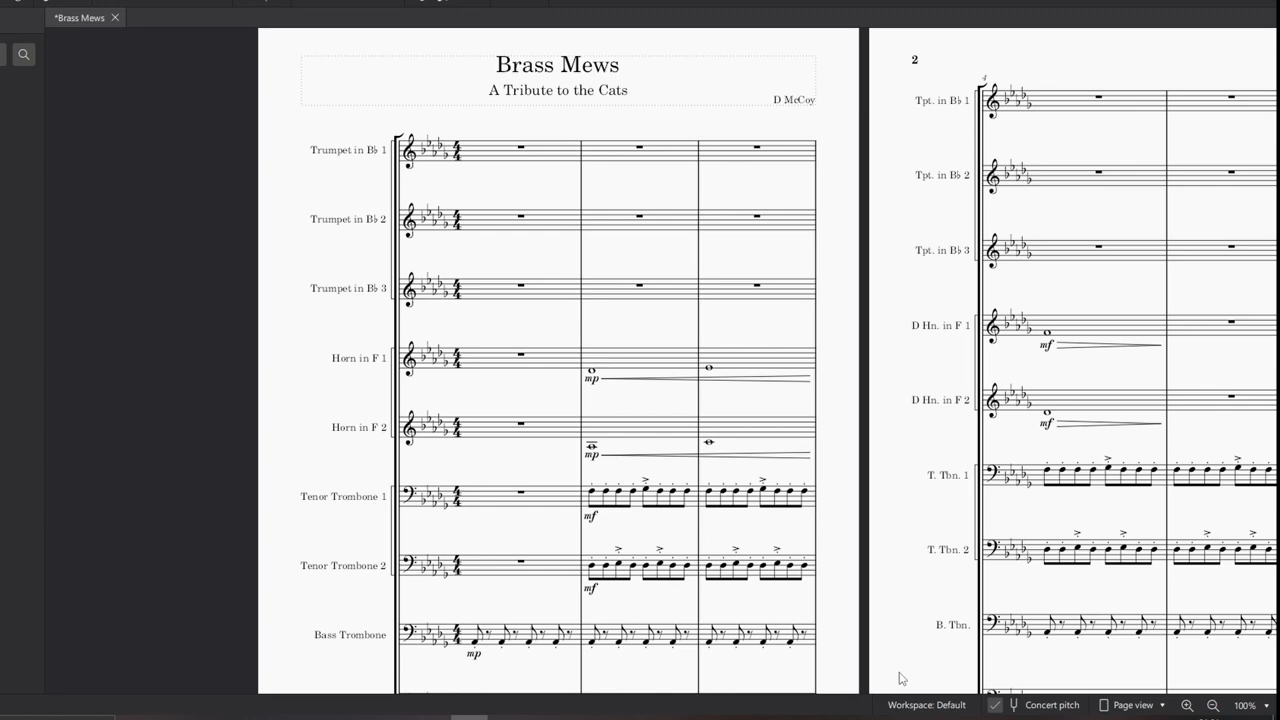 *Brass Mews
Brass Mews
A Tribute to the Cats
D McCoy
Trumpet in B♭ 1
Trumpet in B♭ 2
Trumpet in B♭ 3
Horn in F 1
mp
Horn in F 2
mp
Tenor Trombone 1
mf
Tenor Trombone 2
mf
Bass Trombone
mp
2
4
Tpt. in B♭ 1
Tpt. in B♭ 2
Tpt. in B♭ 3
D Hn. in F 1
mf
D Hn. in F 2
mf
T. Tbn. 1
T. Tbn. 2
B. Tbn.
Workspace: Default
Concert pitch
Page view
100%